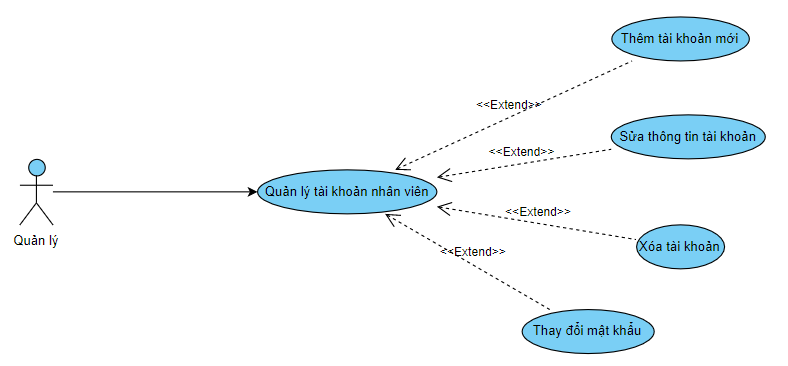 Thêm tài khoản mới
<<Extend>>
Sửa thông tin tài khoản
<<Extend>>
Quản lý tài khoản nhân viên
<<Extend>>
Quản lý
Xóa tài khoản
<<Extend>>
Thay đổi mật khẩu